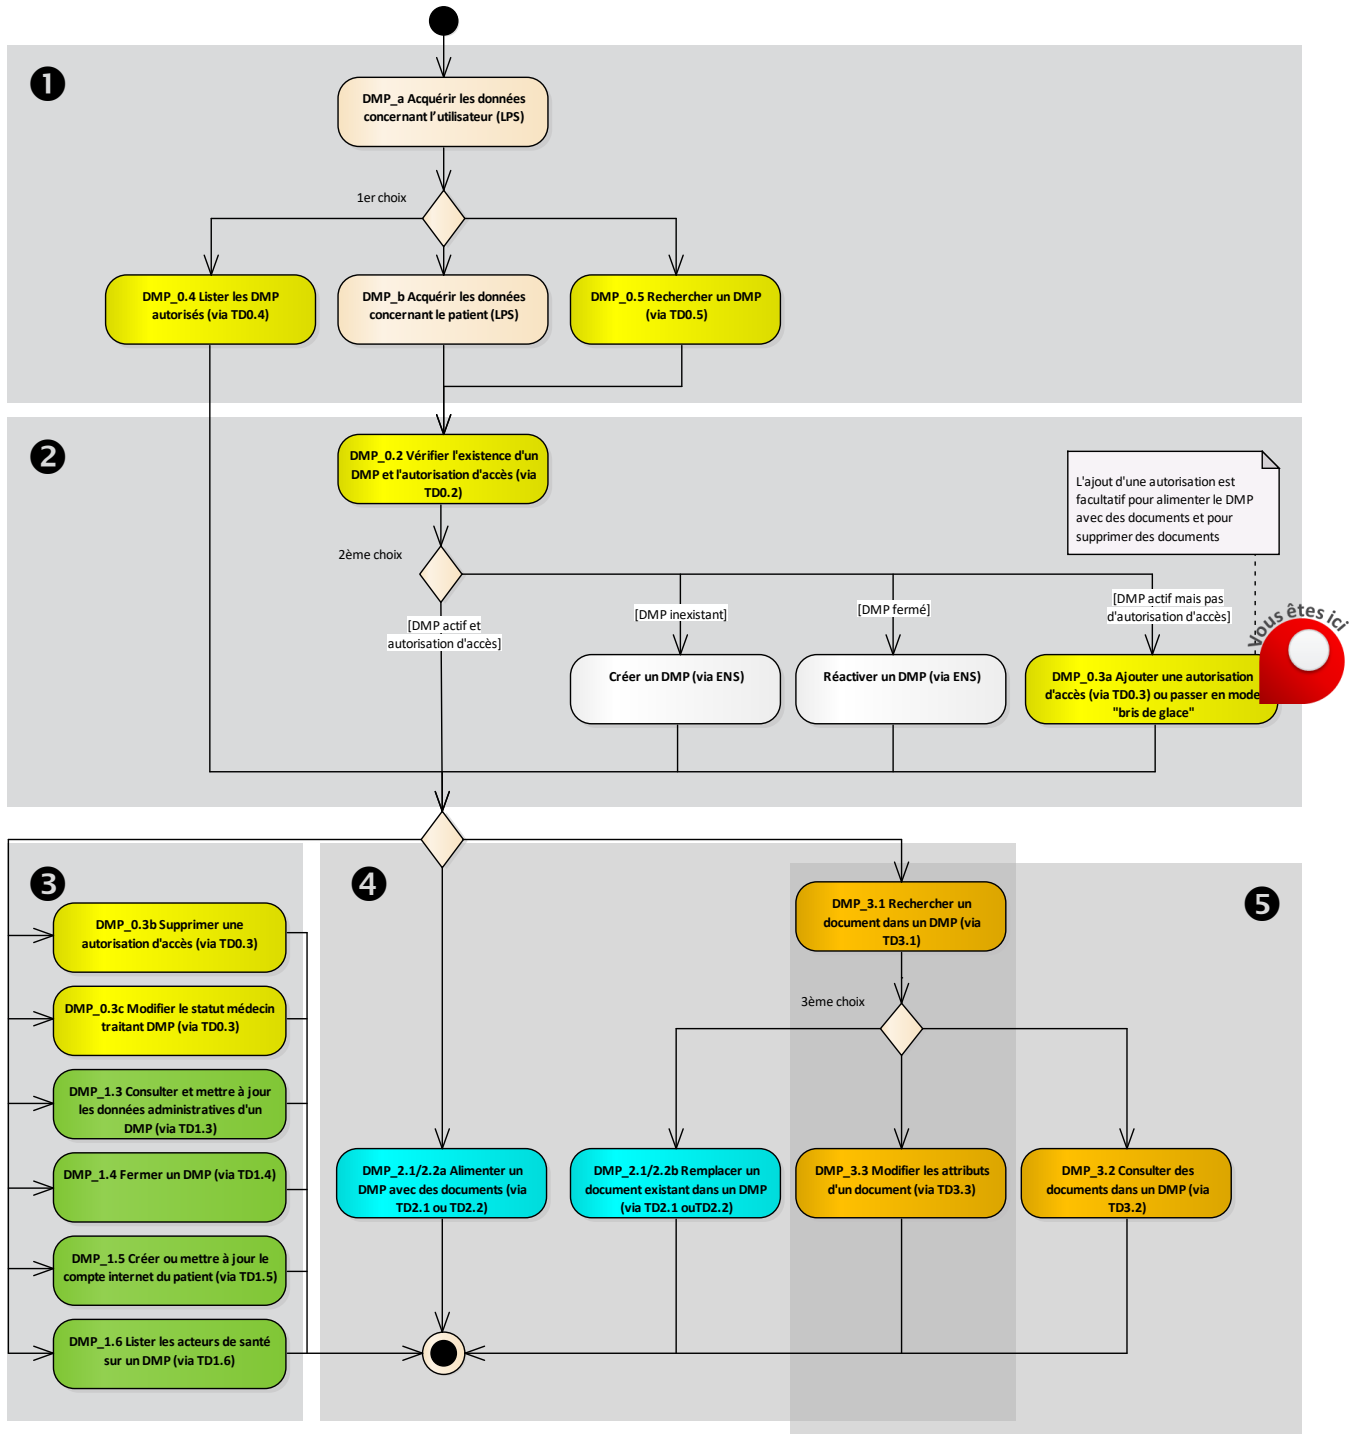 ❶
DMP_a Acquérir les données
concernant l'utilisateur (LPS)
1er choix
DMP_0.4 Lister les DMP
autorisés (via TD0.4)
DMP_b Acquérir les données
concernant le patient (LPS)
DMP_0.5 Rechercher un DMP
(via TD0.5)
❷
DMP_0.2 Vérifier l'existence d'un
DMP et l'autorisation d'accès (via
TD0.2)
L'ajout d'une autorisation est
facultatif pour alimenter le DMP
avec des documents et pour
supprimer des documents
2ème choix
[DMP actif et
autorisation d'accès]
[DMP inexistant]
[DMP fermé]
[DMP actif mais pas
d'autorisation d'accès]
Vous êtes ici
Créer un DMP (via ENS)
Réactiver un DMP (via ENS)
DMP_0.3a Ajouter une autorisation
d'accès (via TD0.3) ou passer en mode
"bris de glace"
❸
DMP_0.3b Supprimer une
autorisation d'accès (via TD0.3)
DMP_0.3c Modifier le statut médecin
traitant DMP (via TD0.3)
DMP_1.3 Consulter et mettre à jour
les données administratives d'un
DMP (via TD1.3)
DMP_1.4 Fermer un DMP (via TD1.4)
DMP_1.5 Créer ou mettre à jour le
compte internet du patient (via TD1.5)
DMP_1.6 Lister les acteurs de santé
sur un DMP (via TD1.6)
❹
❺
DMP_3.1 Rechercher un
document dans un DMP (via
TD3.1)
3ème choix
DMP_2.1/2.2a Alimenter un
DMP avec des documents (via
TD2.1 ou TD2.2)
DMP_2.1/2.2b Remplacer un
document existant dans un DMP
(via TD2.1 ouTD2.2)
DMP_3.3 Modifier les attributs
d'un document (via TD3.3)
DMP_3.2 Consulter des
documents dans un DMP (via
TD3.2)